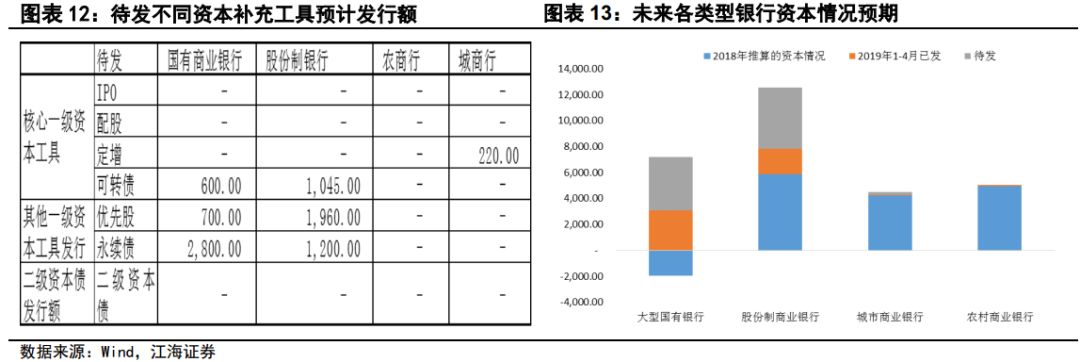 图表 12：待发不同资本补充工具预计发行额
待发 国有商业银行 股份制银行 农商行 城商行
核心一级资本工具
IPO - - - -
配股 - - - -
定增 - - - 220.00
可转债 600.00 1,045.00 - -
其他一级资本工具发行
优先股 700.00 1,960.00 - -
永续债 2,800.00 1,200.00 - -
二级资本债发行额
二级资本债 - - - -
图表 13：未来各类型银行资本情况预期
2018年推算的资本情况 2019年1-4月已发 待发
14,000.00
12,000.00
10,000.00
8,000.00
6,000.00
4,000.00
2,000.00
-
-2,000.00
-4,000.00
大型国有银行 股份制商业银行 城市商业银行 农村商业银行
数据来源：Wind，江海证券